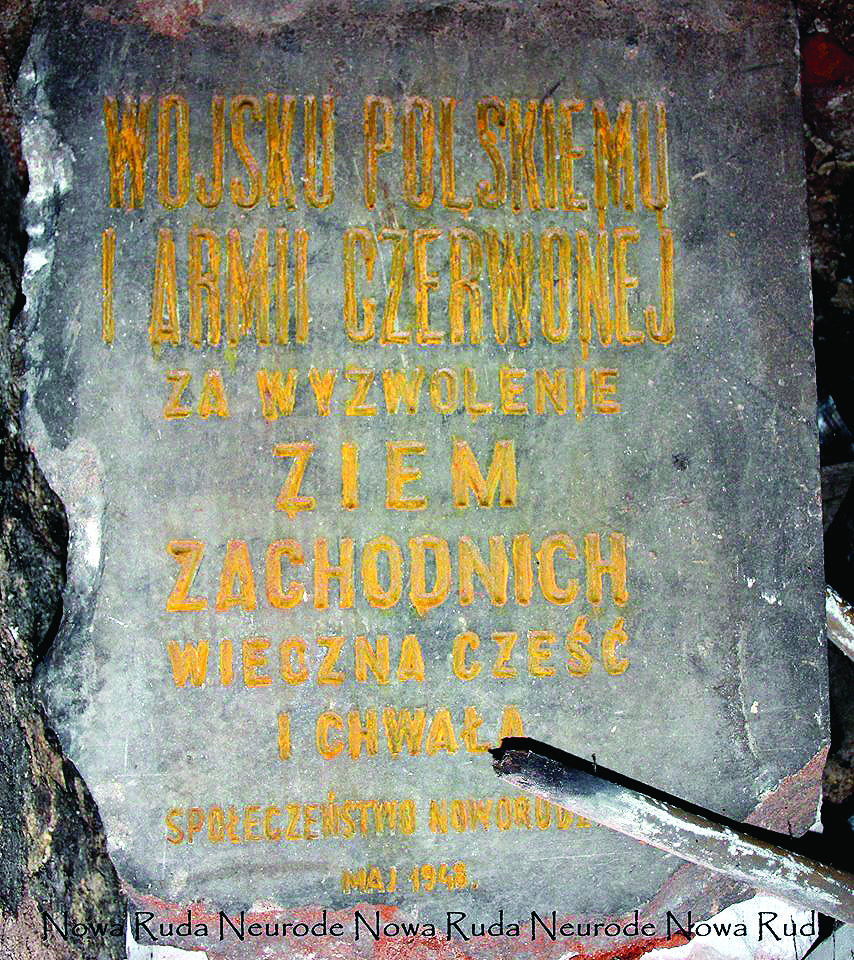 WOJSKU POLSKIEMU
I ARMII CZERWONEJ
ZA WYZWOLENIE
ZIEM
ZACHODNICH
WIECZNA CZEŚĆ
I CHWAŁA
SPOŁECZEŃSTWO
MAJ 1948.
Nowa Ruda Neurode Nowa Ruda Neurode Nowa Rud